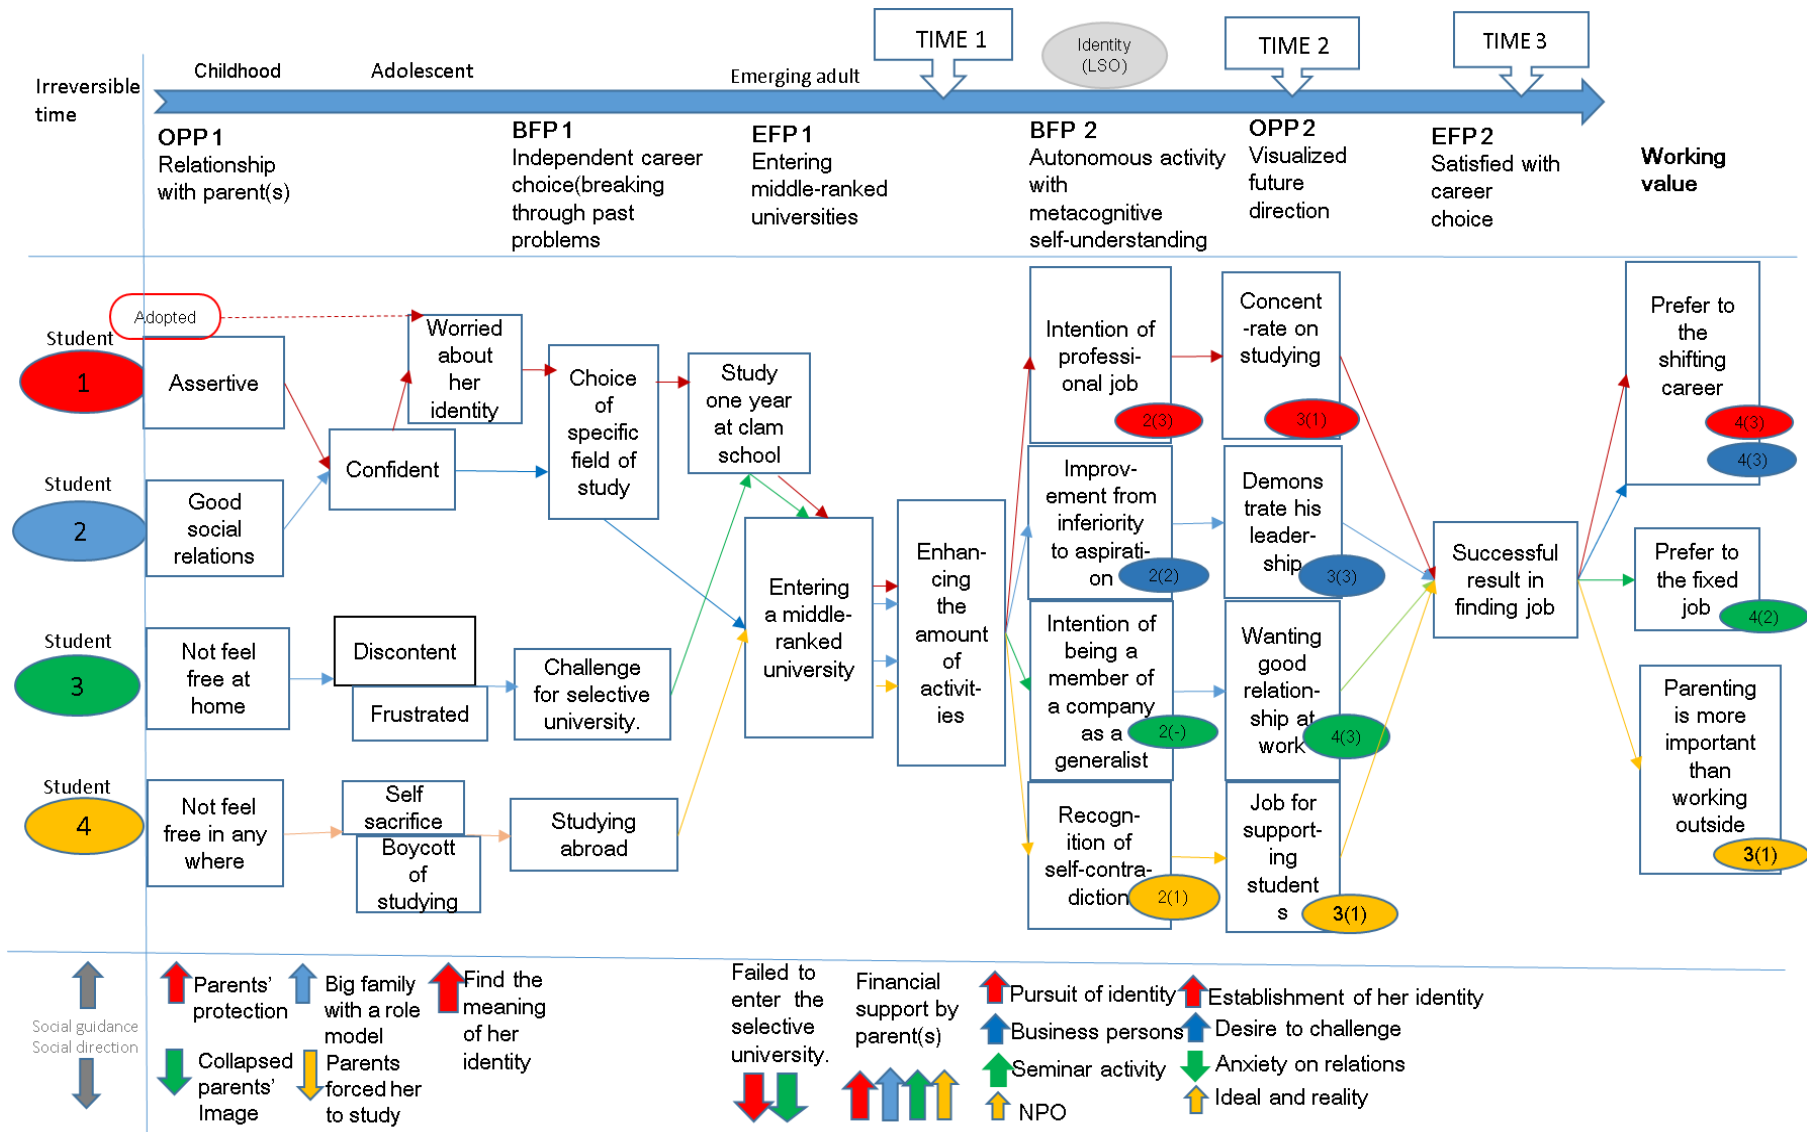 TIME 1
Identity
(LSO)
TIME 2
TIME 3
Irreversible
time
Childhood
Adolescent
Emerging adult
OPP1
Relationship
with parent(s)
BFP1
Independent career
choice(breaking
through past
problems
EFP1
Entering
middle-ranked
universities
BFP 2
Autonomous activity
with
metacognitive
self-understanding
OPP2
Visualized
future
direction
EFP2
Satisfied with
career
choice
Working
value
Adopted
Student
1
Assertive
Worried
about
her
identity
Confident
Choice
of
specific
field of
study
Study
one year
at clam
school
Student
2
Good
social
relations
Student
3
Not feel
free at
home
Discontent
Frustrated
Challenge
for selective
university.
Student
4
Not feel
free in any
where
Self
sacrifice
Boycott
of
studying
Studying
abroad
Entering
a middle-
ranked
university
Enhan-
cing
the
amount
of
activit-
ies
Intention of
professi-
onal job
2(3)
Improv-
ement from
inferiority
to aspirati-
on
2(2)
Intention of
being a
member of
a company
as a
generalist
2(-)
Recogn-
ition of
self-contra-
diction
2(1)
Concent
-rate on
studying
3(1)
Demons
trate his
leader-
ship
3(3)
Wanting
good
relation-
ship at
work
4(3)
Job for
support-
ing
student
s
3(1)
Successful
result in
finding job
Prefer to
the
shifting
career
4(3)
4(3)
Prefer to
the fixed
job
4(2)
Parenting
is more
important
than
working
outside
3(1)
Social guidance
Social direction
Parents'
protection
Big family
with a role
model
Find the
meaning
of her
identity
Collapsed
parents'
Image
Parents
forced her
to study
Failed to
enter the
selective
university.
Financial
support by
parent(s)
Pursuit of identity
Business persons
Seminar activity
NPO
Establishment of her identity
Desire to challenge
Anxiety on relations
Ideal and reality